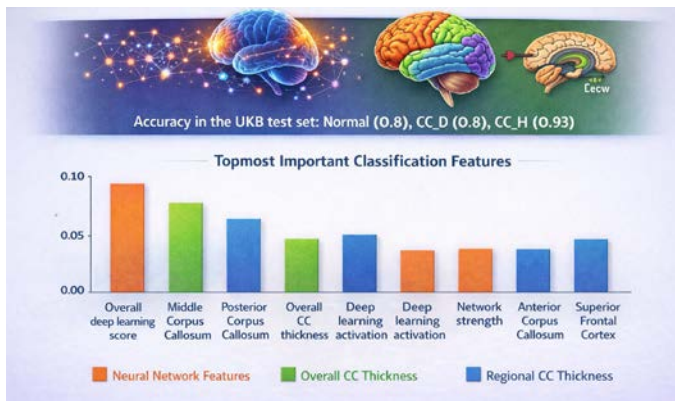 Lecw
Accuracy in the UKB test set: Normal (0.8), CC_D (0.8), CC_H (0.93)
Topmost Important Classification Features
0.10
0.05
0.00
Overall
deep learning
score
Middle
Corpus
Callosum
Posterior
Corpus
Callosum
Overall
CC
thickness
Deep
learning
activation
Deep
learning
activation
Network
strength
Anterior
Corpus
Callosum
Superior
Frontal
Cortex
Neural Network Features
Overall CC Thickness
Regional CC Thickness